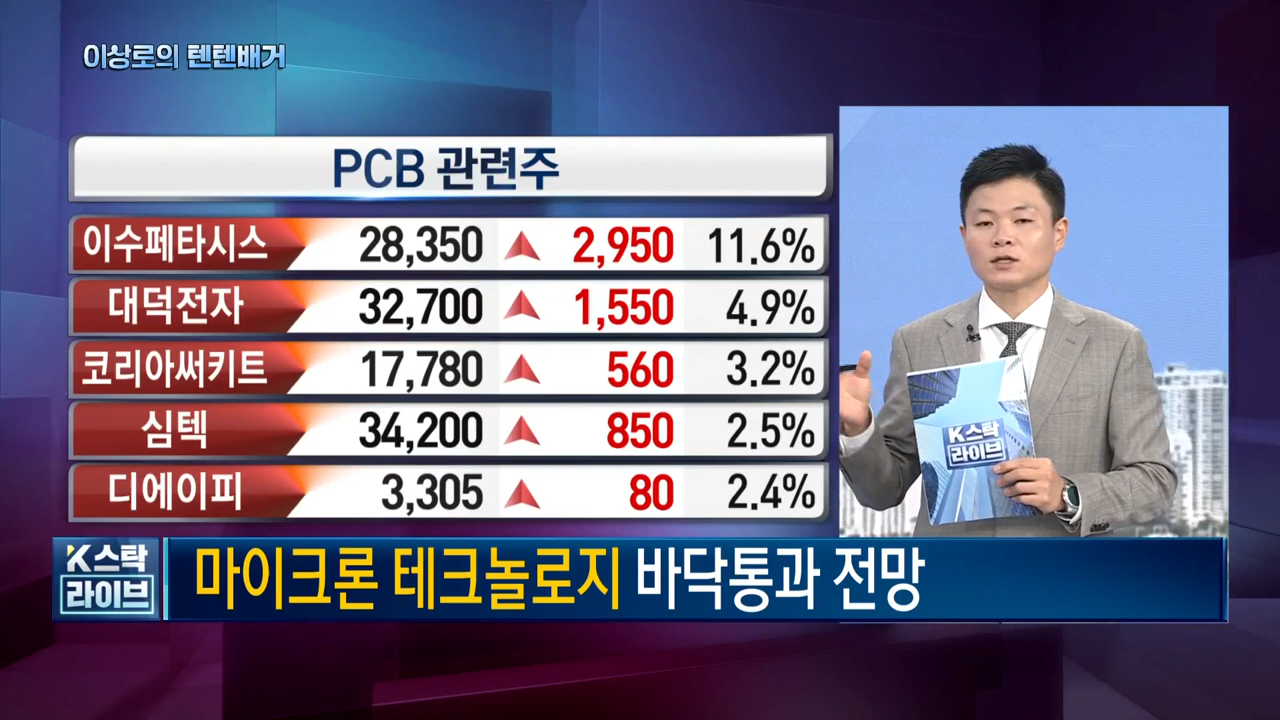 이상로의 텐텐배거
PCB 관련주
이수페타시스 28,350 ▲ 2,950 11.6%
대덕전자 32,700 ▲ 1,550 4.9%
코리아써키트 17,780 ▲ 560 3.2%
심텍 34,200 ▲ 850 2.5%
디에이피 3,305 ▲ 80 2.4%
K스탁
라이브
K스탁
라이브
마이크론 테크놀로지 바닥통과 전망